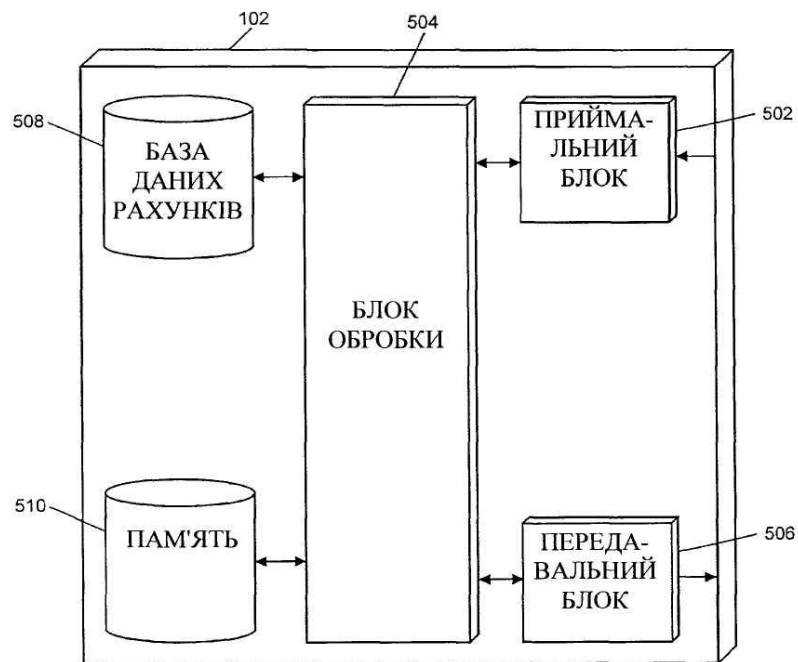 102
504
508
БАЗА
ДАНИХ
РАХУНКІВ
ПРИЙМА-
ЛЬНИЙ
БЛОК
502
БЛОК
ОБРОБКИ
510
ПАМ'ЯТЬ
ПЕРЕДА-
ВАЛЬНИЙ
БЛОК
506